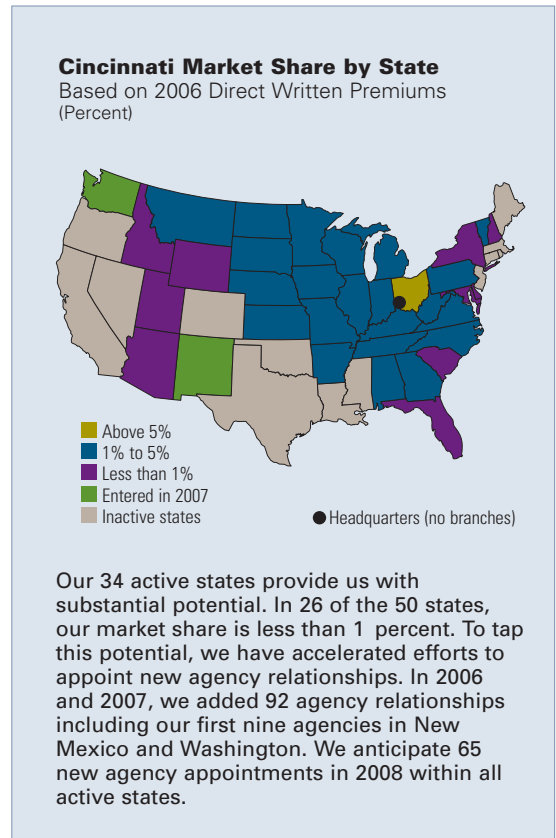 Cincinnati Market Share by State
Based on 2006 Direct Written Premiums
(Percent)
Above 5%
1% to 5%
Less than 1%
Entered in 2007
Inactive states
Headquarters (no branches)
Our 34 active states provide us with
substantial potential. In 26 of the 50 states,
our market share is less than 1 percent. To tap
this potential, we have accelerated efforts to
appoint new agency relationships. In 2006
and 2007, we added 92 agency relationships
including our first nine agencies in New
Mexico and Washington. We anticipate 65
new agency appointments in 2008 within all
active states.